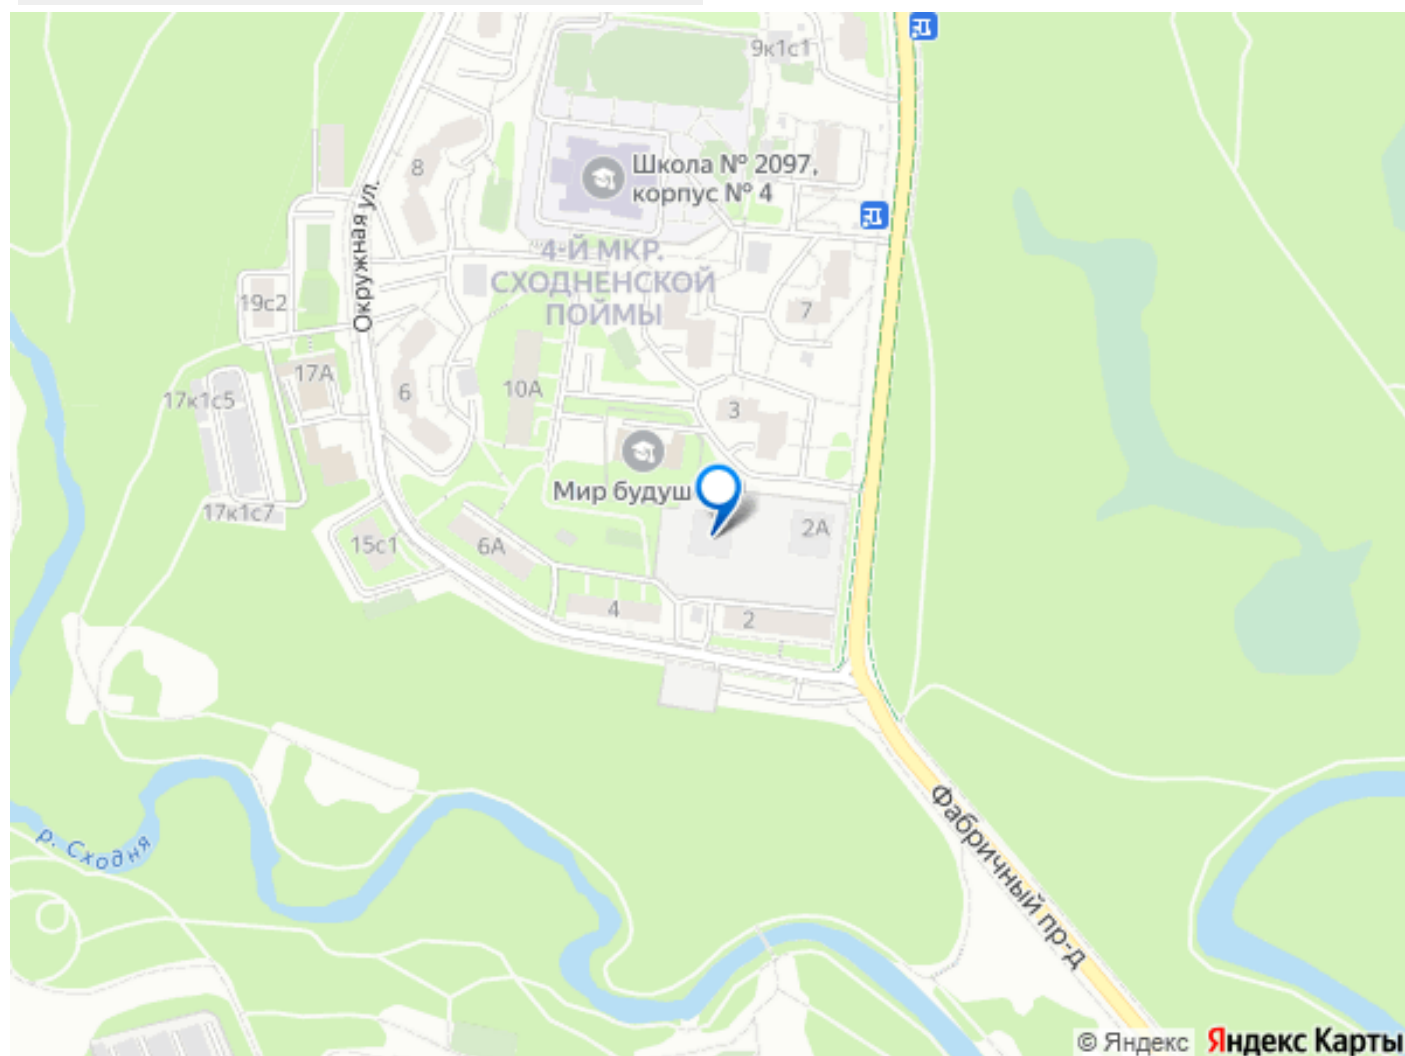 9к1с1
Школа № 2097,
корпус № 4
8
Окружная ул.
4-Й МКР.
СХОДНЕНСКОЙ
ПОЙМЫ
19с2
7
17А
17к1с5
6
10А
3
Мир будущ
17к1с7
15с1
6А
2А
4
2
р. Сходня
Фабричный пр-д
© Яндекс Яндекс Карты